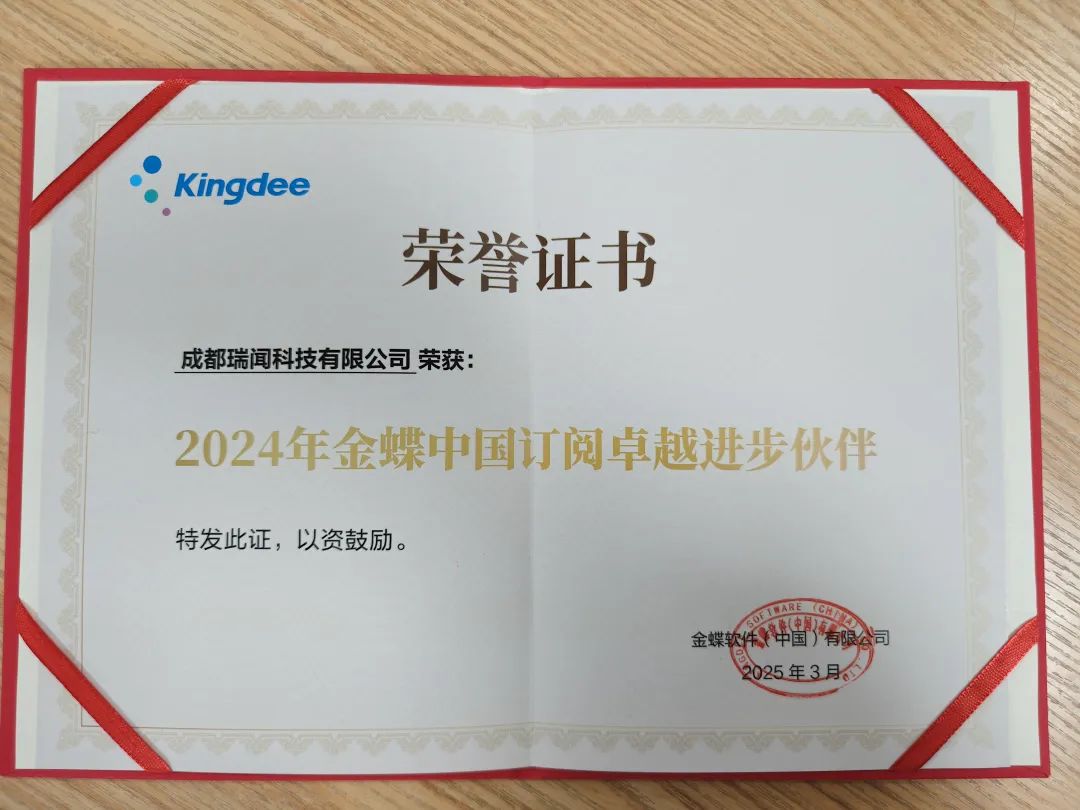 Kingdee
荣誉证书
成都瑞闻科技有限公司 荣获：
2024年金蝶中国订阅卓越进步伙伴
特发此证，以资鼓励。
SOFTWARE (CHINA)
金蝶软件（中国）有限公司
2025年3月